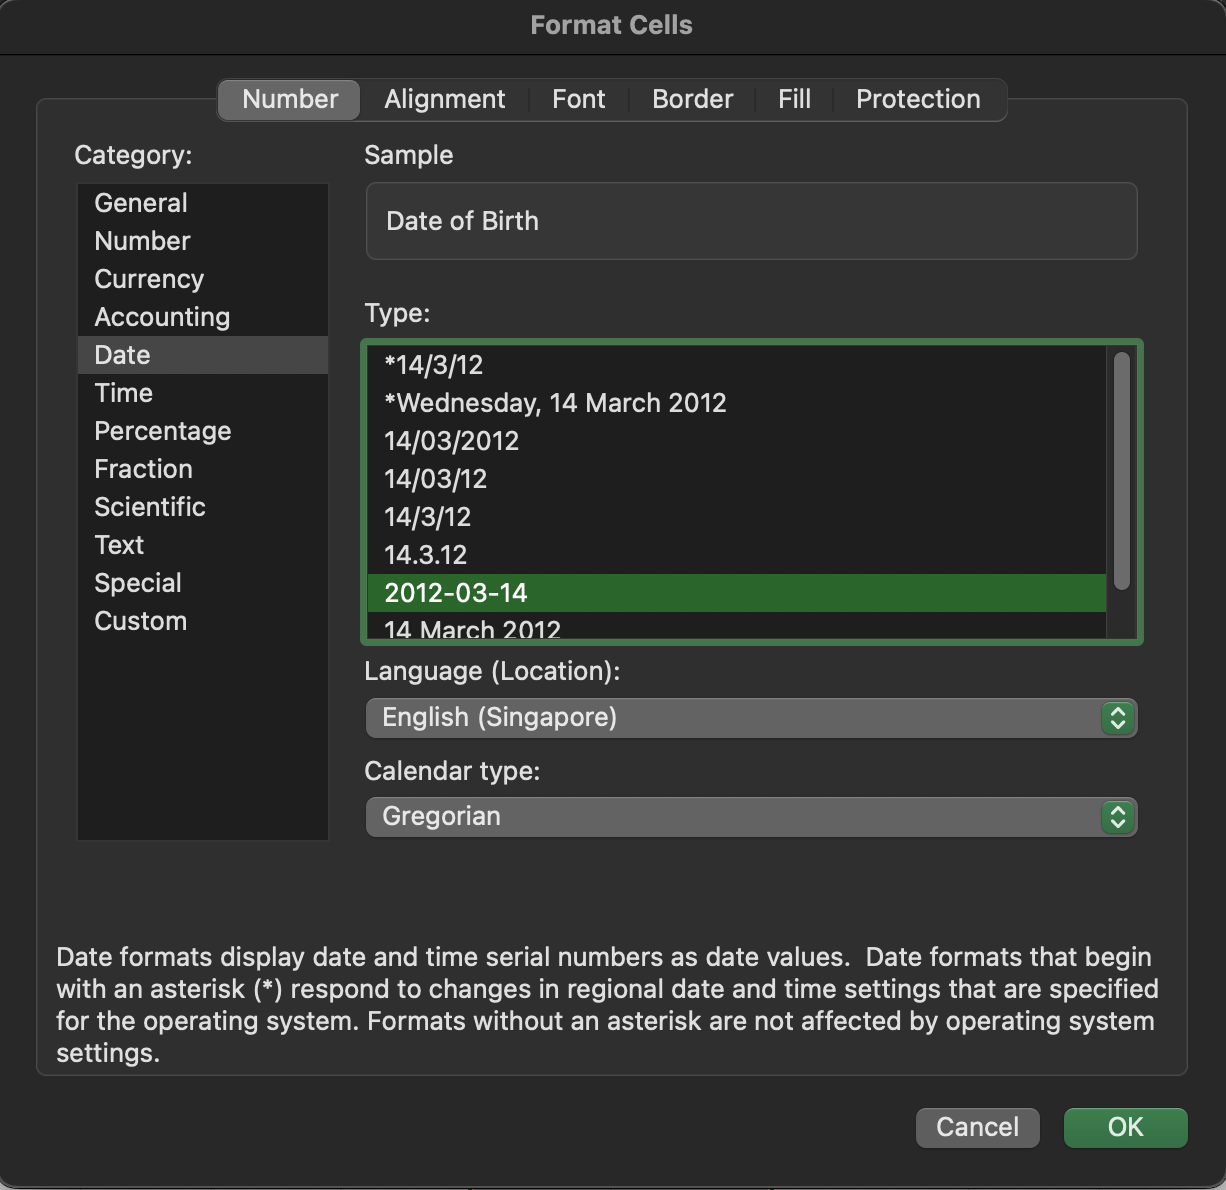 Format Cells
Number Alignment Font Border Fill Protection
Category:
General
Number
Currency
Accounting
Date
Time
Percentage
Fraction
Scientific
Text
Special
Custom
Sample
Date of Birth
Type:
*14/3/12
*Wednesday, 14 March 2012
14/03/2012
14/03/12
14/3/12
14.3.12
2012-03-14
14 March 2012
Language (Location):
English (Singapore)
Calendar type:
Gregorian
Date formats display date and time serial numbers as date values.  Date formats that begin
with an asterisk (*) respond to changes in regional date and time settings that are specified
for the operating system. Formats without an asterisk are not affected by operating system
settings.
Cancel OK